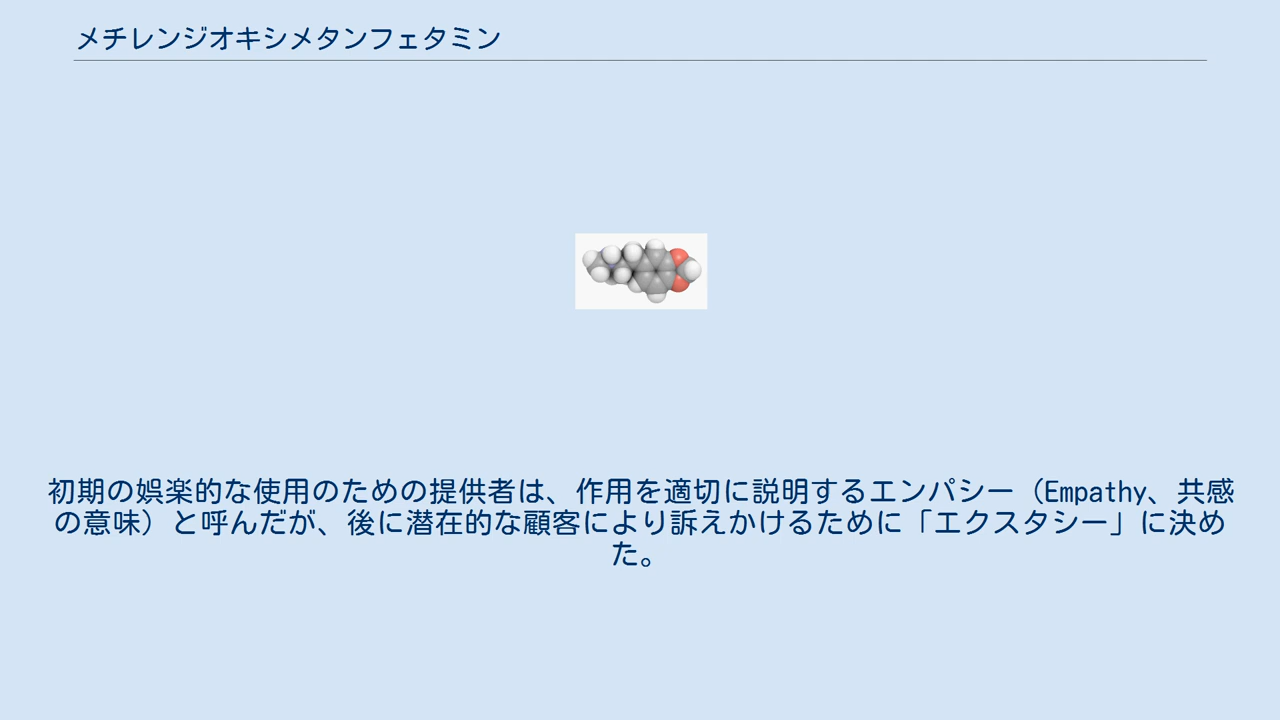 メチレンジオキシメタンフェタミン
初期の娯楽的な使用のための提供者は、作用を適切に説明するエンパシー（Empathy、共感
の意味）と呼んだが、後に潜在的な顧客により訴えかけるために「エクスタシー」に決め
た。